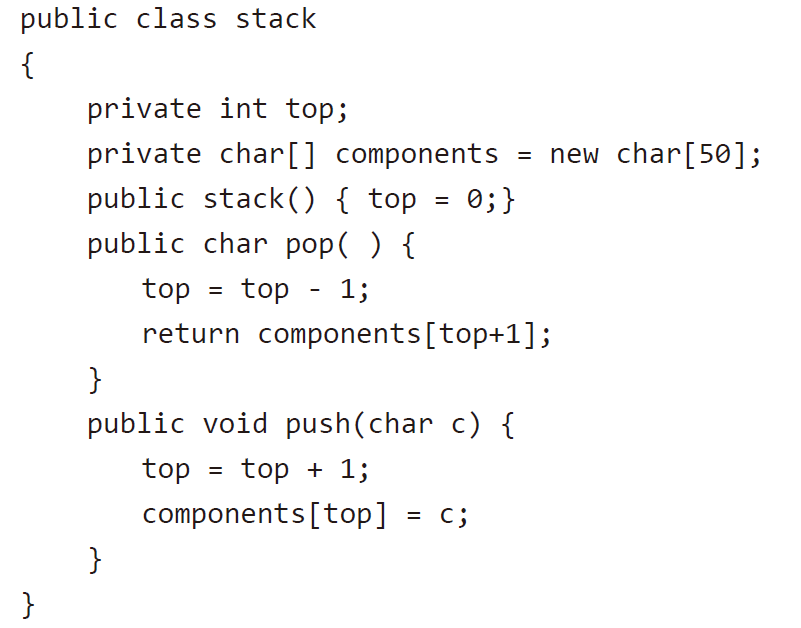 public class stack
{
    private int top;
    private char[] components = new char[50];
    public stack() { top = 0;}
    public char pop( ) {
        top = top - 1;
        return components[top+1];
    }
    public void push(char c) {
        top = top + 1;
        components[top] = c;
    }
}